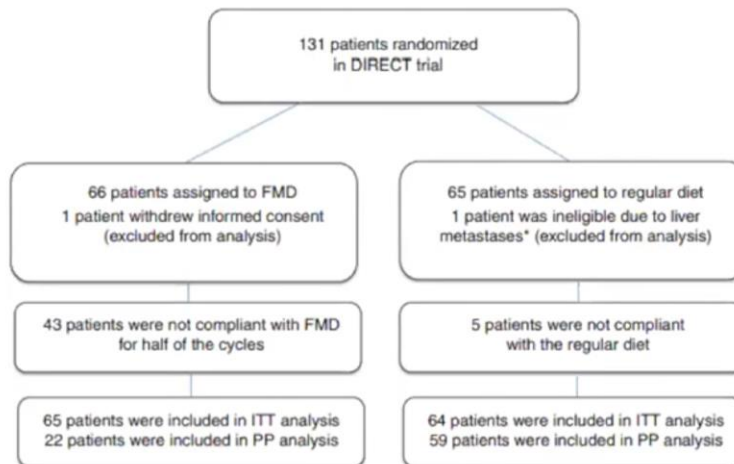 131 patients randomized
in DIRECT trial
66 patients assigned to FMD
1 patient withdrew informed consent
(excluded from analysis)
65 patients assigned to regular diet
1 patient was ineligible due to liver
metastases* (excluded from analysis)
43 patients were not compliant with FMD
for half of the cycles
5 patients were not compliant
with the regular diet
65 patients were included in ITT analysis
22 patients were included in PP analysis
64 patients were included in ITT analysis
59 patients were included in PP analysis